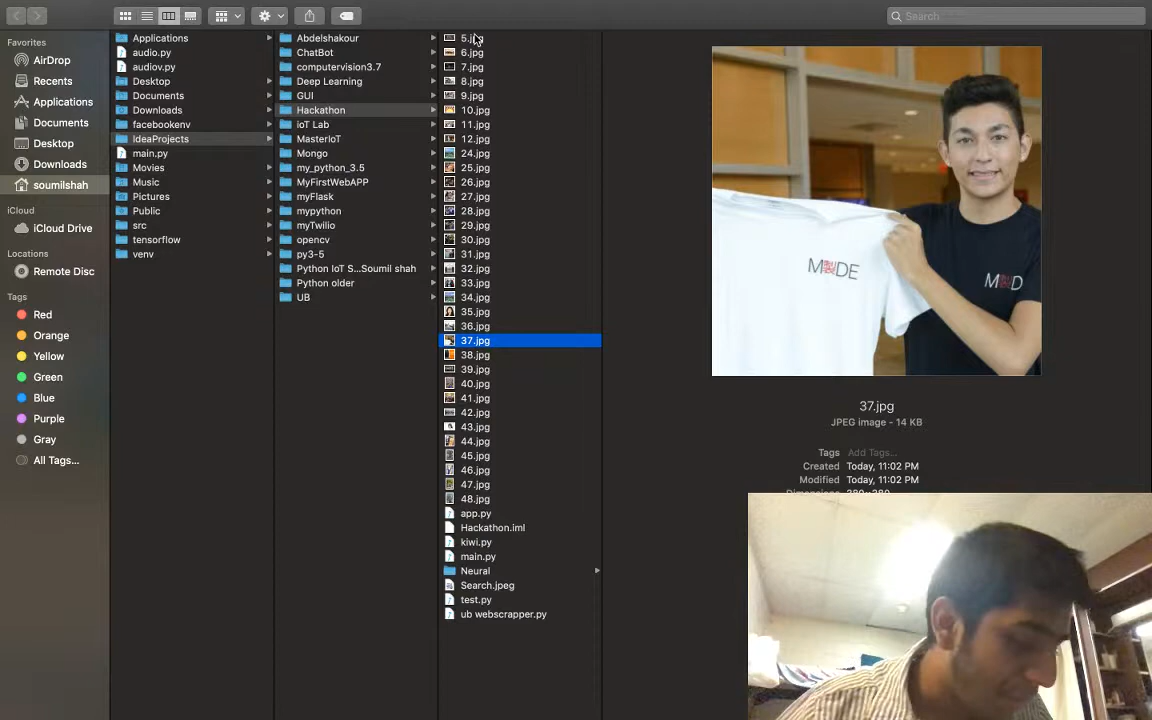 Search
Favorites
AirDrop
Recents
Applications
Documents
Desktop
Downloads
soumilshah
iCloud
iCloud Drive
Locations
Remote Disc
Tags
Red
Orange
Yellow
Green
Blue
Purple
Gray
All Tags...
Applications
audio.py
audiov.py
Desktop
Documents
Downloads
facebookenv
IdeaProjects
main.py
Movies
Music
Pictures
Public
src
tensorflow
venv
Abdelshakour
ChatBot
computervision3.7
Deep Learning
GUI
Hackathon
ioT Lab
MasterioT
Mongo
my_python_3.5
MyFirstWebAPP
myFlask
mypython
myTwilio
opencv
py3-5
Python IoT S...Soumil shah
Python older
UB
5.jpg
6.jpg
7.jpg
8.jpg
9.jpg
10.jpg
11.jpg
12.jpg
24.jpg
25.jpg
26.jpg
27.jpg
28.jpg
29.jpg
30.jpg
31.jpg
32.jpg
33.jpg
34.jpg
35.jpg
36.jpg
37.jpg
38.jpg
39.jpg
40.jpg
41.jpg
42.jpg
43.jpg
44.jpg
45.jpg
46.jpg
47.jpg
48.jpg
app.py
Hackathon.iml
kiwi.py
main.py
Neural
Search.jpeg
test.py
ub webscrapper.py
37.jpg
JPEG image - 14 KB
Tags Add Tags...
Created Today, 11:02 PM
Modified Today, 11:02 PM